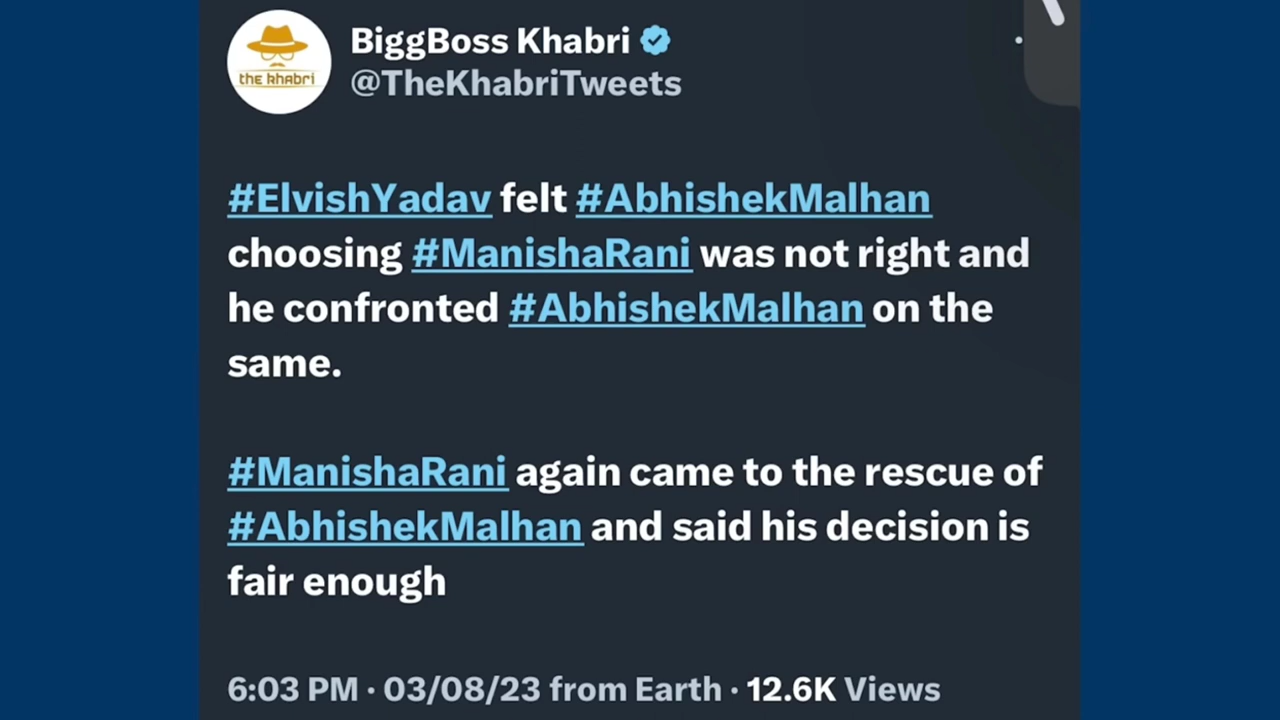 the khabri
BiggBoss Khabri
@TheKhabriTweets
#ElvishYadav felt #AbhishekMalhan
choosing #ManishaRani was not right and
he confronted #AbhishekMalhan on the
same.
#ManishaRani again came to the rescue of
#AbhishekMalhan and said his decision is
fair enough
6:03 PM · 03/08/23 from Earth · 12.6K Views